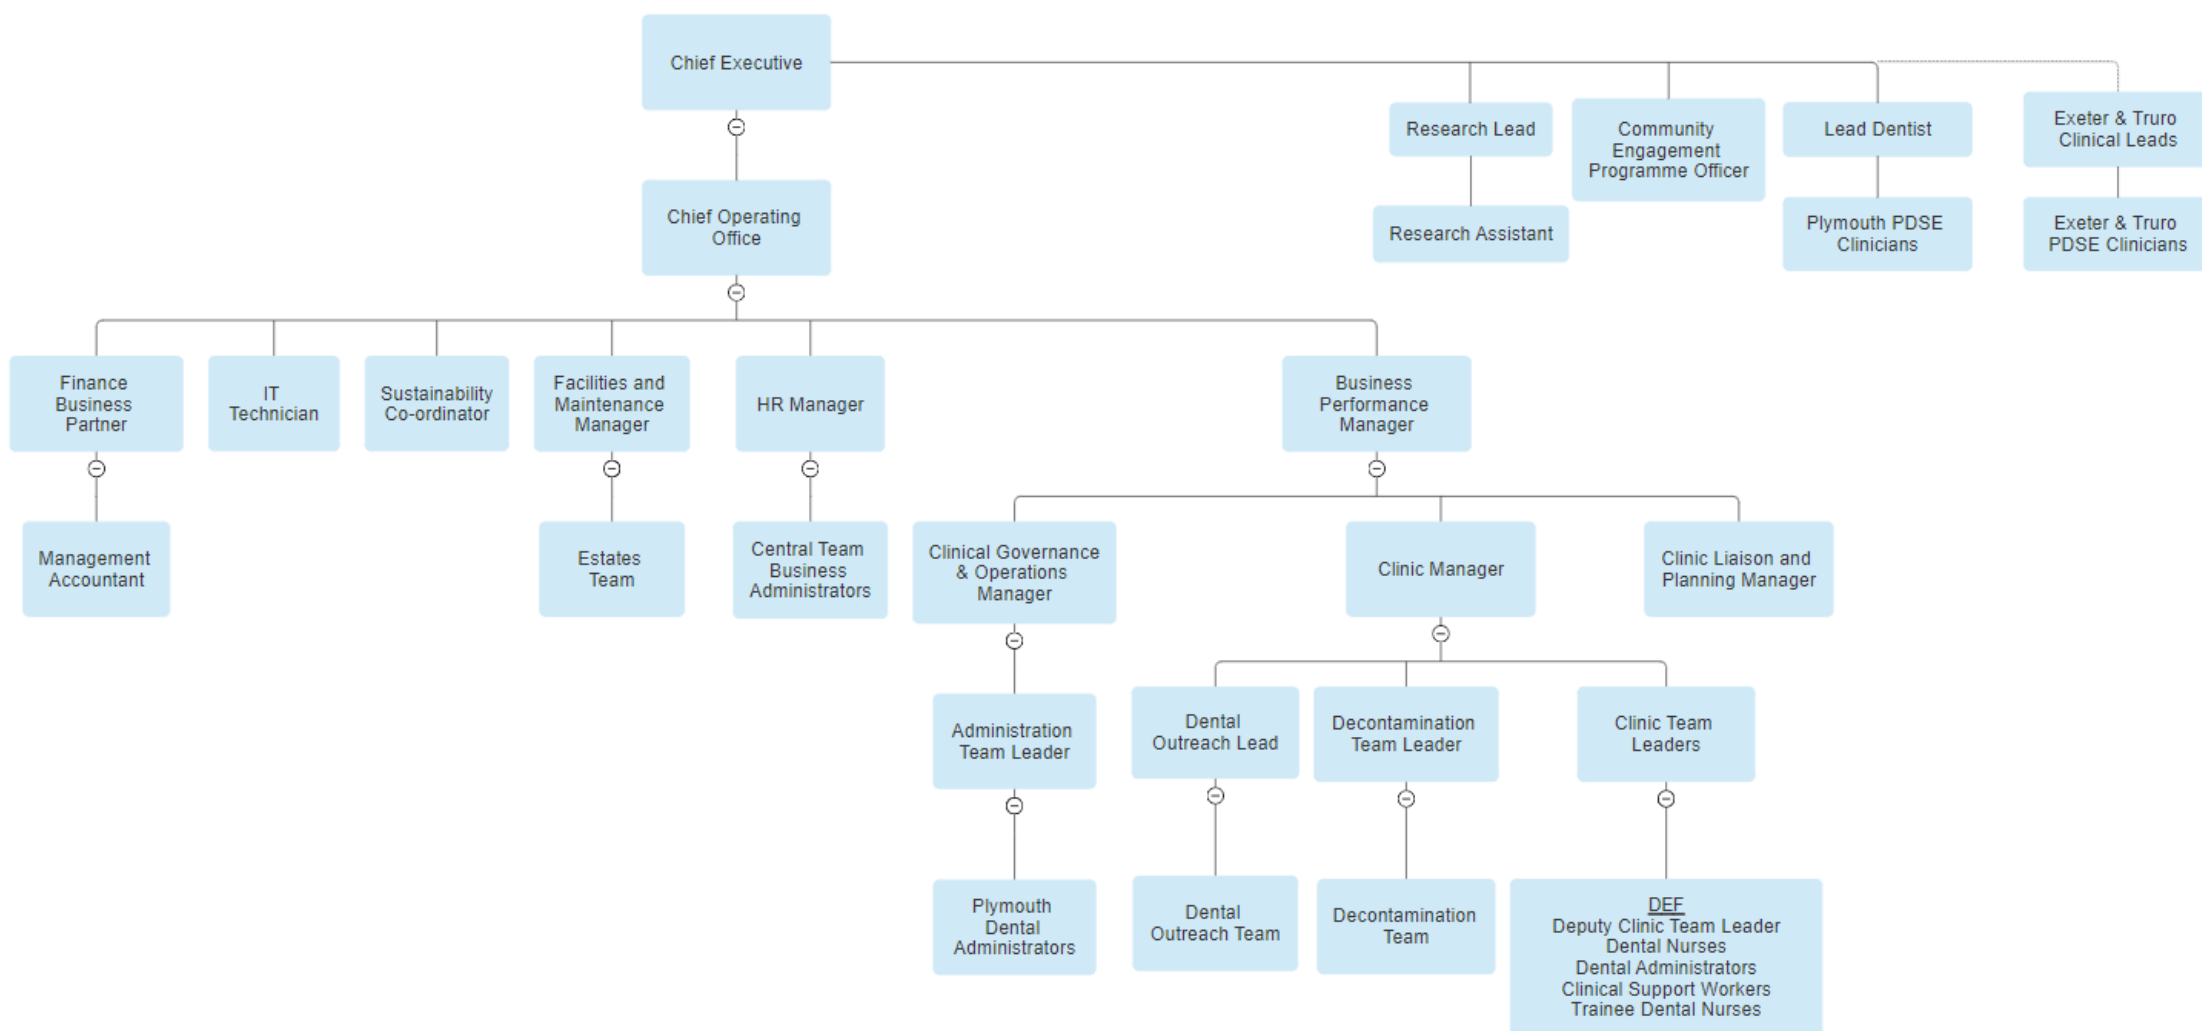 Chief Executive
Research Lead
Community
Engagement
Programme Officer
Lead Dentist
Exeter & Truro
Clinical Leads
Chief Operating
Office
Research Assistant
Plymouth PDSE
Clinicians
Exeter & Truro
PDSE Clinicians
Finance
Business
Partner
IT
Technician
Sustainability
Co-ordinator
Facilities and
Maintenance
Manager
HR Manager
Business
Performance
Manager
Management
Accountant
Estates
Team
Central Team
Business
Administrators
Clinical Governance
& Operations
Manager
Clinic Manager
Clinic Liaison and
Planning Manager
Administration
Team Leader
Dental
Outreach Lead
Decontamination
Team Leader
Clinic Team
Leaders
Plymouth
Dental
Administrators
Dental
Outreach Team
Decontamination
Team
DEF
Deputy Clinic Team Leader
Dental Nurses
Dental Administrators
Clinical Support Workers
Trainee Dental Nurses